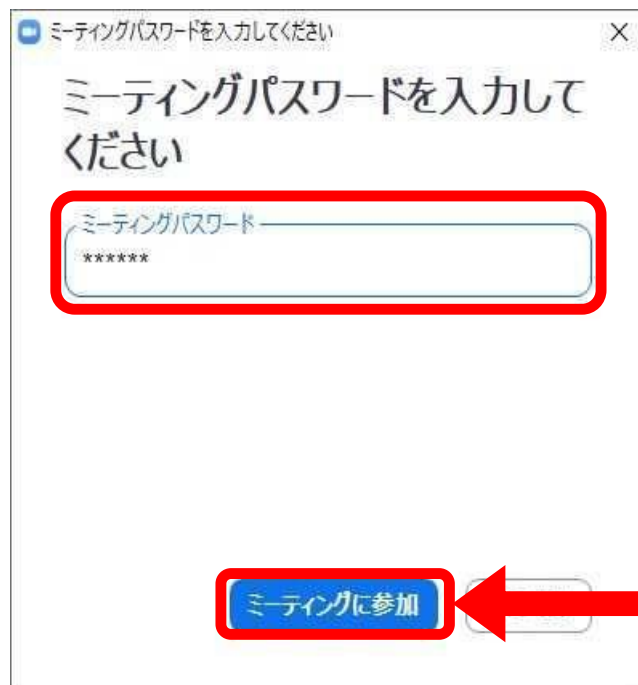 ミーティングパスワードを入力してください
ミーティングパスワードを入力して
ください
ミーティングパスワード
******
ミーティングに参加